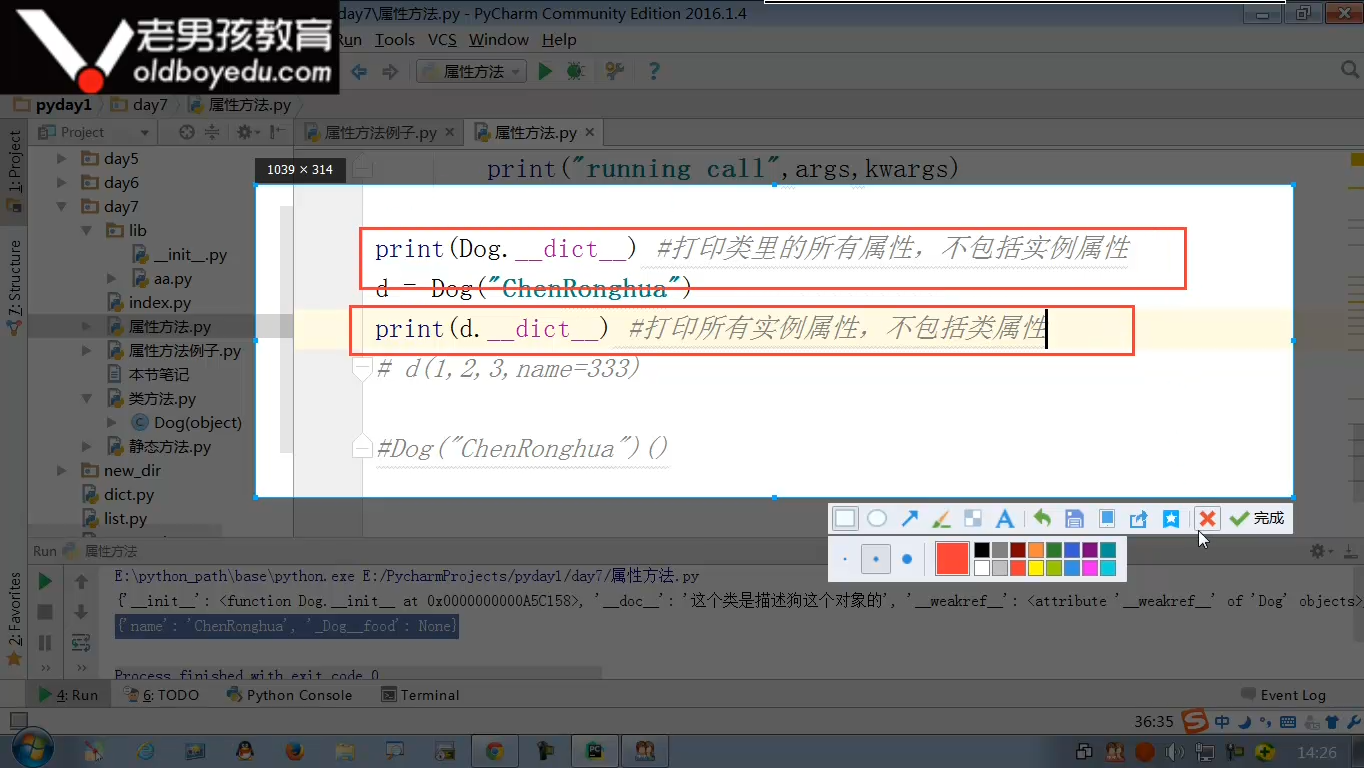 老男孩教育
oldboyedu.com
day7\属性方法.py - PyCharm Community Edition 2016.1.4
Run Tools VCS Window Help
属性方法
pyday1 day7 属性方法.py
Project
属性方法例子.py
属性方法.py
1: Project
7: Structure
2: Favorites
day5
day6
day7
lib
__init__.py
aa.py
index.py
属性方法.py
属性方法例子.py
本节笔记
类方法.py
Dog(object)
静态方法.py
new_dir
dict.py
list.py
1039 × 314
print("running call",args,kwargs)
print(Dog.__dict__) #打印类里的所有属性，不包括实例属性
d = Dog("ChenRonghua")
print(d.__dict__) #打印所有实例属性，不包括类属性
# d(1,2,3,name=333)
#Dog("ChenRonghua")()
完成
Run 属性方法
E:\python_path\base\python.exe E:/PycharmProjects/pyday1/day7/属性方法.py
{'__init__': <function Dog.__init__ at 0x0000000000A5C158>, '__doc__': '这个类是描述狗这个对象的', '__weakref__': <attribute '__weakref__' of 'Dog' objects>
{'name': 'ChenRonghua', '_Dog__food': None}
Process finished with exit code 0
4: Run 6: TODO Python Console Terminal Event Log
36:35
中
14:26